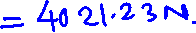 = 4021.23 N